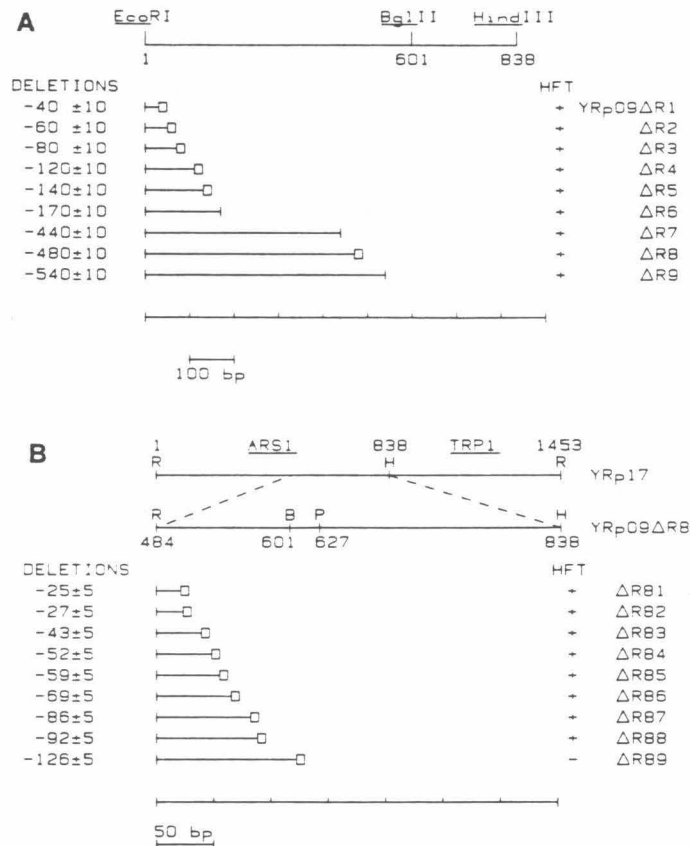 A
EcoRI BglII HindIII
1 601 838
DELETIONS HFT
-40 ±10 + YRp09ΔR1
-60 ±10 + ΔR2
-80 ±10 + ΔR3
-120±10 + ΔR4
-140±10 + ΔR5
-170±10 + ΔR6
-440±10 + ΔR7
-480±10 + ΔR8
-540±10 + ΔR9
100 bp
B
1 ARS1 838 TRP1 1453
R H R
YRp17
R B P H
YRp09ΔR8
484 601 627 838
DELETIONS HFT
-25±5 + ΔR81
-27±5 + ΔR82
-43±5 + ΔR83
-52±5 + ΔR84
-59±5 + ΔR85
-69±5 + ΔR86
-86±5 + ΔR87
-92±5 + ΔR88
-126±5 - ΔR89
50 bp